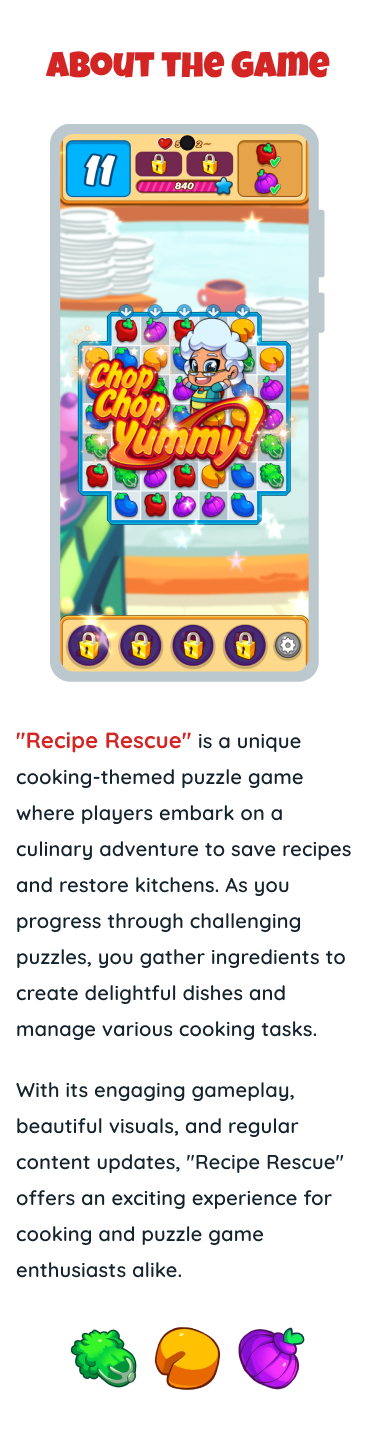 ABOUT THE GAME
11
840
Chop
Chop
Yummy!
"Recipe Rescue" is a unique
cooking-themed puzzle game
where players embark on a
culinary adventure to save recipes
and restore kitchens. As you
progress through challenging
puzzles, you gather ingredients to
create delightful dishes and
manage various cooking tasks.
With its engaging gameplay,
beautiful visuals, and regular
content updates, "Recipe Rescue"
offers an exciting experience for
cooking and puzzle game
enthusiasts alike.